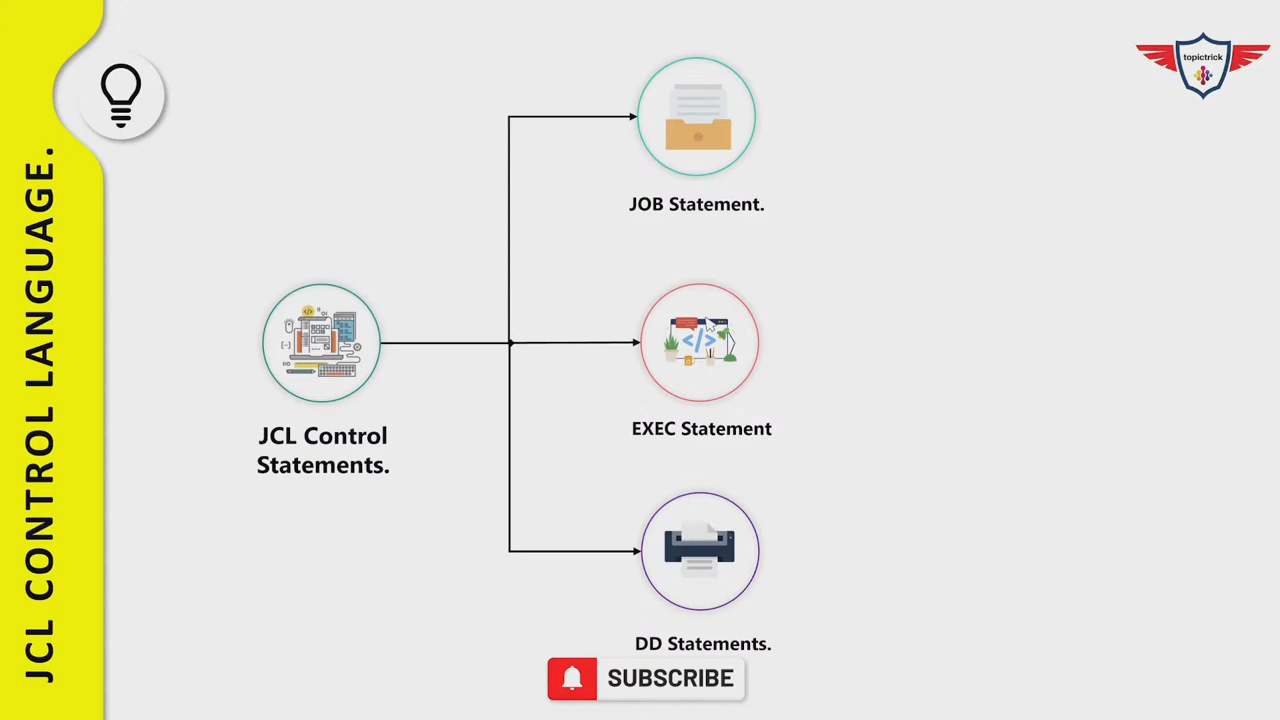 JCL CONTROL LANGUAGE.
topictrick
JOB Statement.
EXEC Statement
JCL Control
Statements.
DD Statements.
SUBSCRIBE